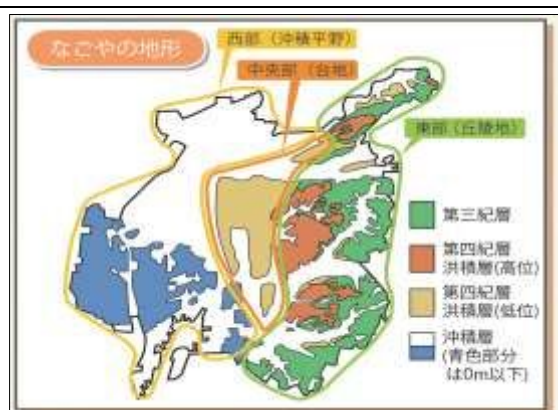 なごやの地形
西部（沖積平野）
中央部（台地）
東部（丘陵地）
第三紀層
第四紀層
洪積層(高位)
第四紀層
洪積層(低位)
沖積層
(青色部分
は0m以下)